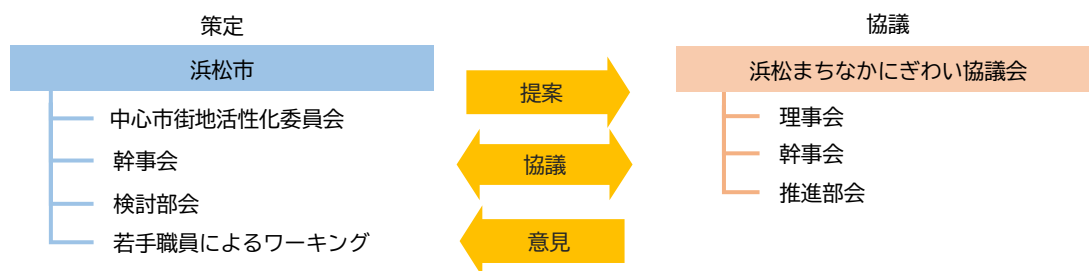 策定
浜松市
中心市街地活性化委員会
幹事会
検討部会
若手職員によるワーキング
提案
協議
意見
協議
浜松まちなかにぎわい協議会
理事会
幹事会
推進部会